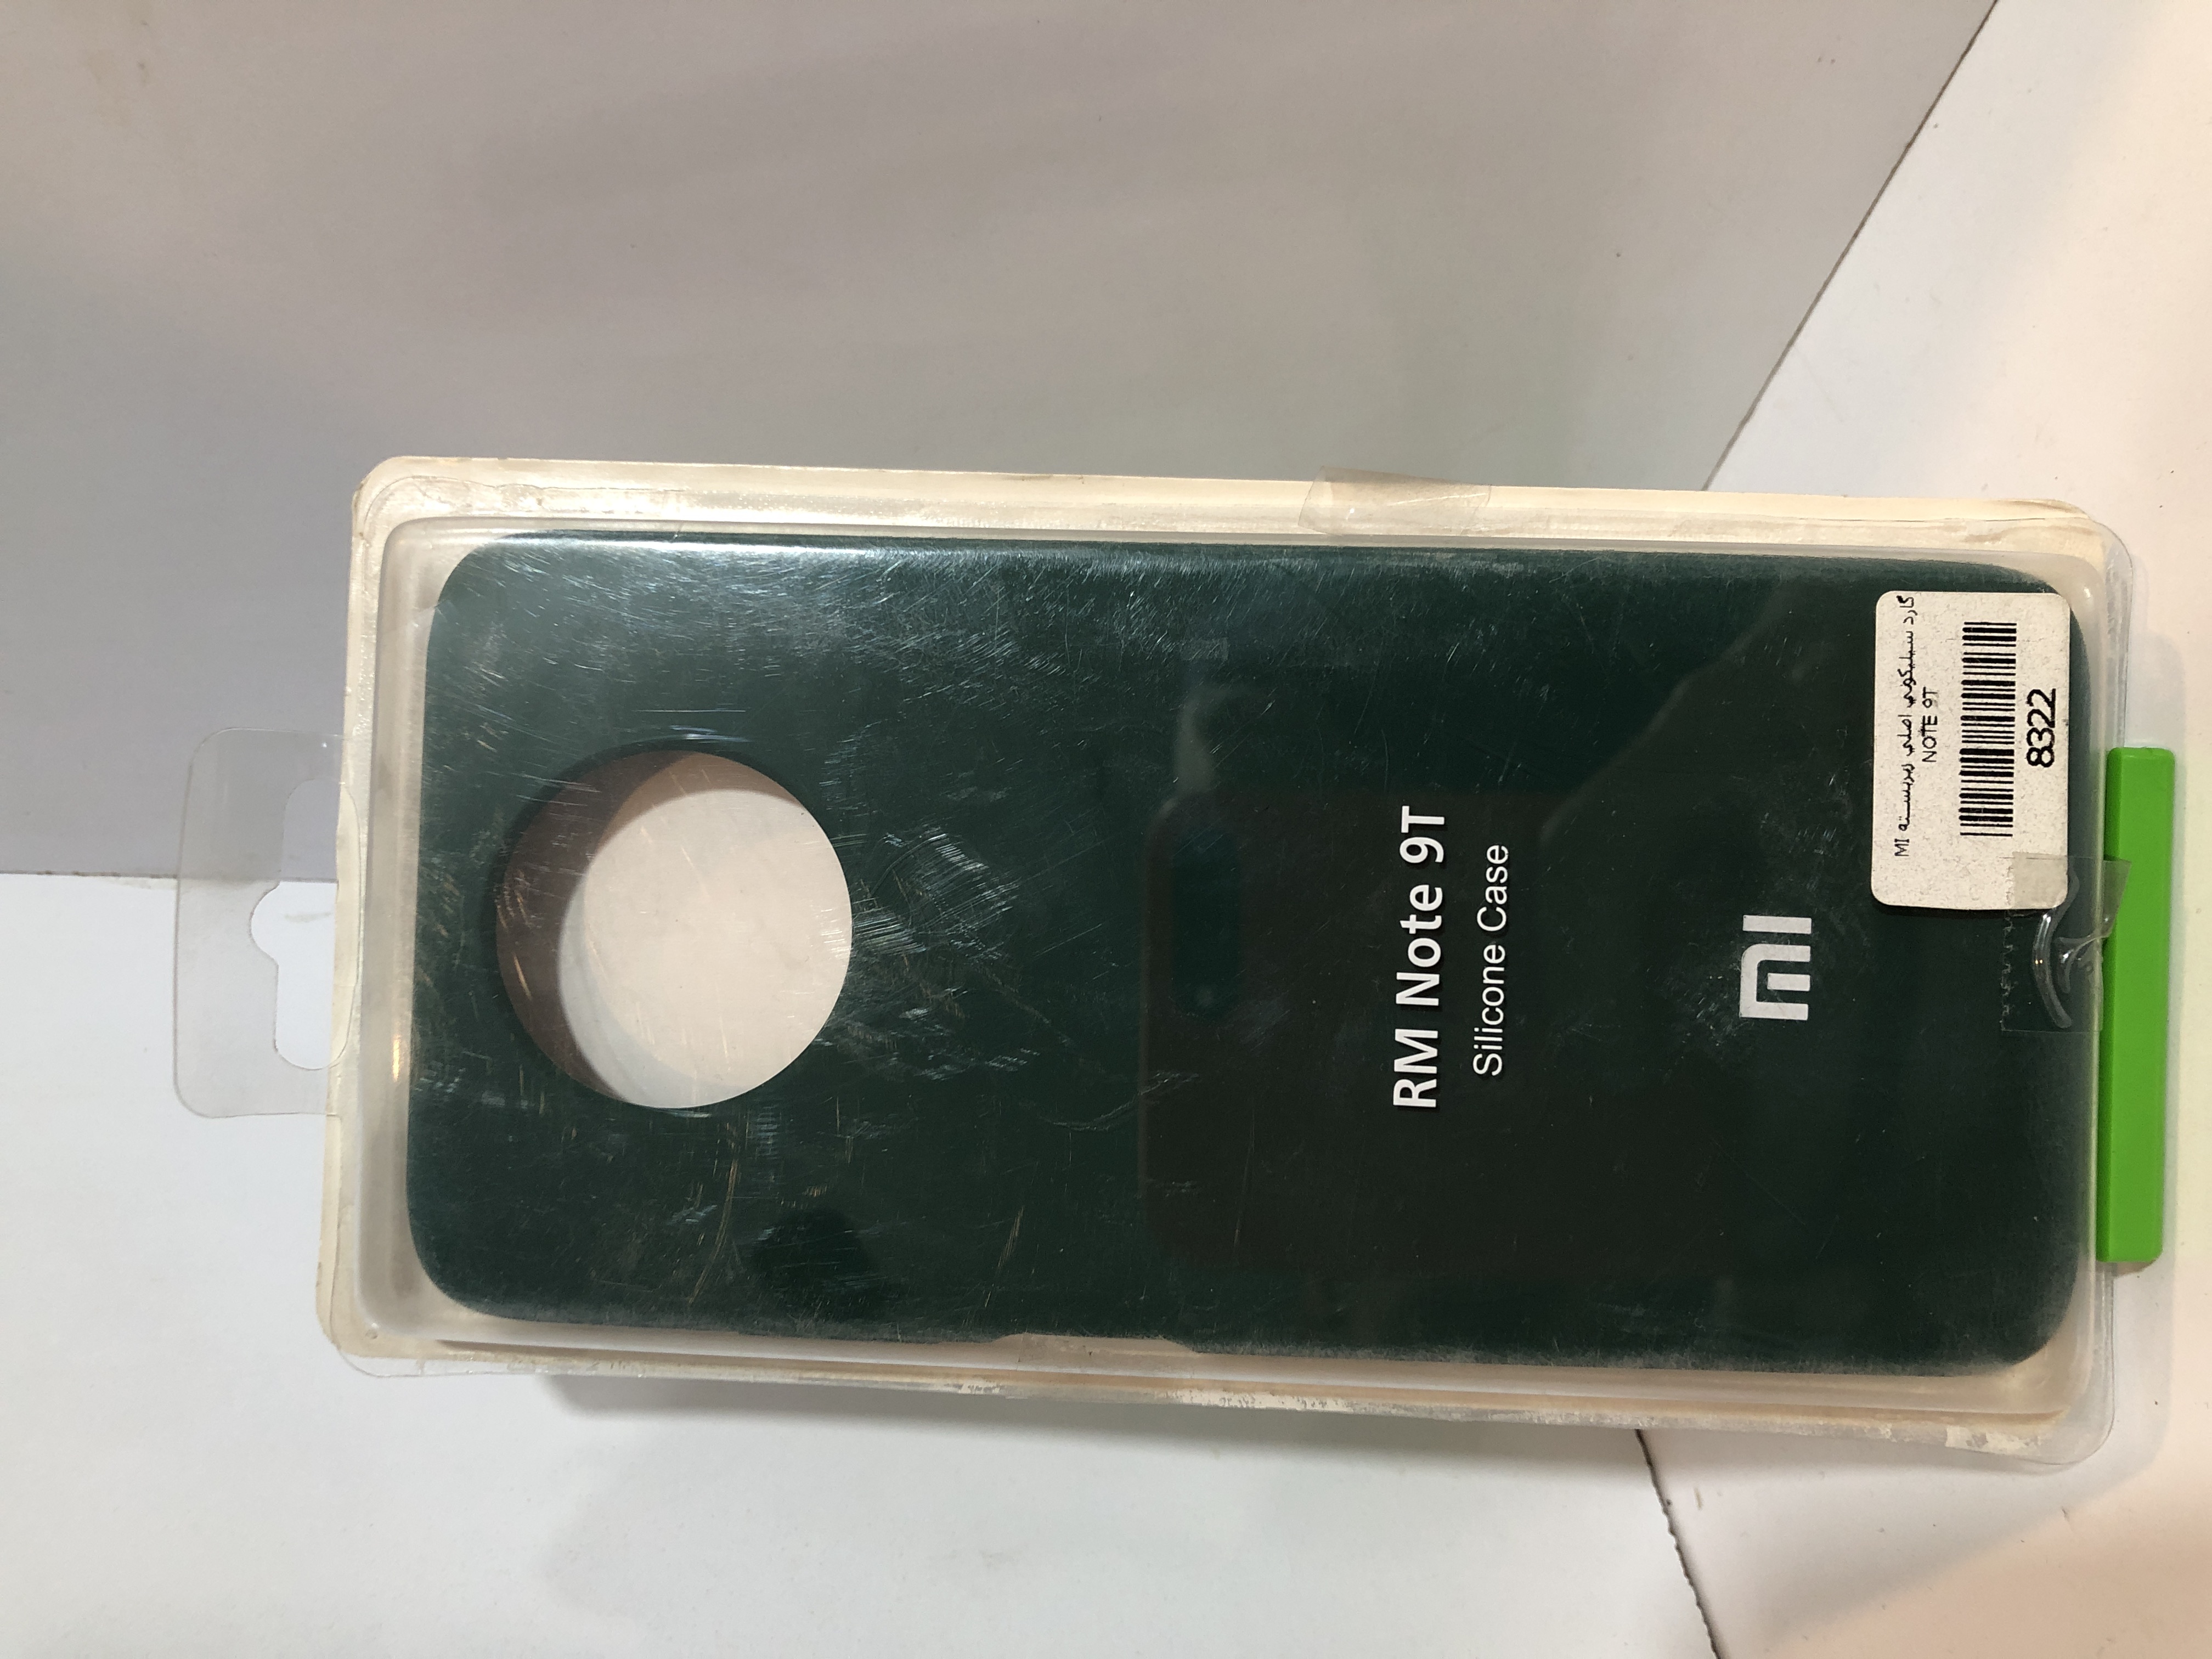 RM Note 9T
Silicone Case
mi
گارد سیلیکونی اصلی زیربسته MI
NOTE 9T
8322